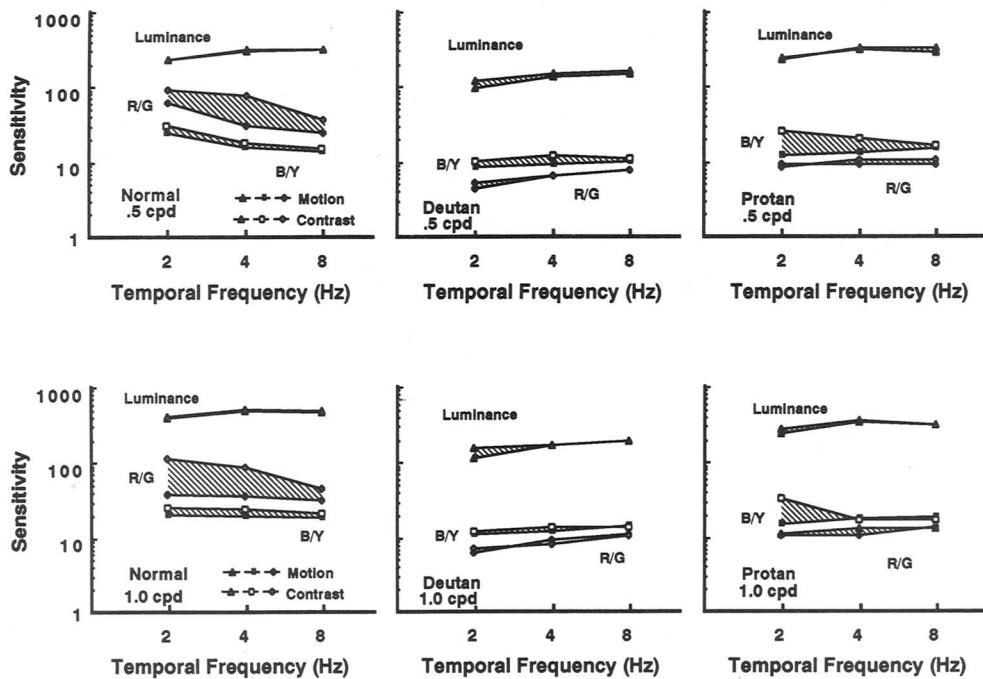 1000
100
10
1
Sensitivity
Luminance
R/G
B/Y
Normal
.5 cpd
Motion
Contrast
2 4 8
Temporal Frequency (Hz)
Luminance
B/Y
R/G
Deutan
.5 cpd
2 4 8
Temporal Frequency (Hz)
Luminance
B/Y
R/G
Protan
.5 cpd
2 4 8
Temporal Frequency (Hz)
1000
100
10
1
Sensitivity
Luminance
R/G
B/Y
Normal
1.0 cpd
Motion
Contrast
2 4 8
Temporal Frequency (Hz)
Luminance
B/Y
R/G
Deutan
1.0 cpd
2 4 8
Temporal Frequency (Hz)
Luminance
B/Y
R/G
Protan
1.0 cpd
2 4 8
Temporal Frequency (Hz)